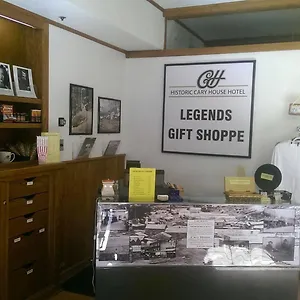 CH
HISTORIC CARY HOUSE HOTEL
LEGENDS
GIFT SHOPPE